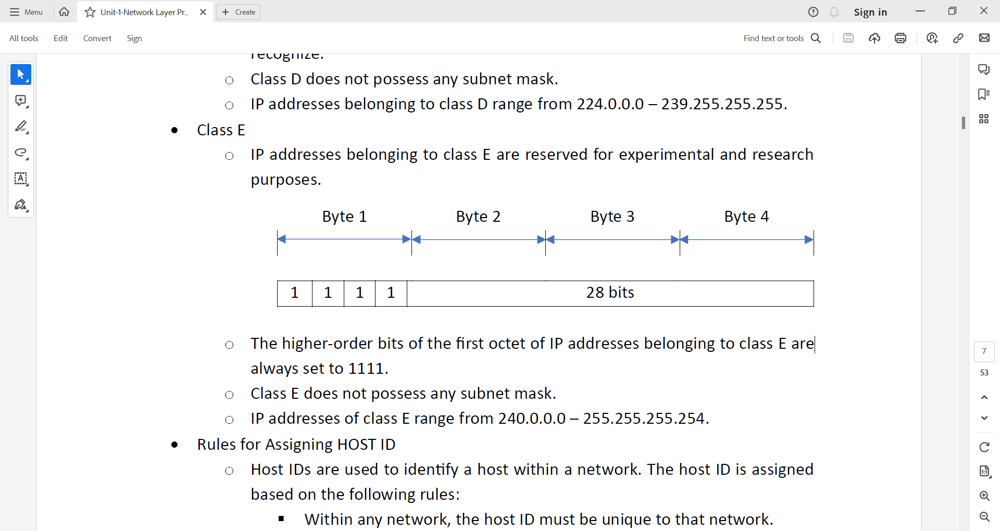 Menu
Unit-1-Network Layer Pr...
Create
Sign in
All tools
Edit
Convert
Sign
Find text or tools
recognize.
○ Class D does not possess any subnet mask.
○ IP addresses belonging to class D range from 224.0.0.0 – 239.255.255.255.
● Class E
○ IP addresses belonging to class E are reserved for experimental and research
purposes.
Byte 1 Byte 2 Byte 3 Byte 4
1 1 1 1 28 bits
○ The higher-order bits of the first octet of IP addresses belonging to class E are
always set to 1111.
○ Class E does not possess any subnet mask.
○ IP addresses of class E range from 240.0.0.0 – 255.255.255.254.
● Rules for Assigning HOST ID
○ Host IDs are used to identify a host within a network. The host ID is assigned
based on the following rules:
▪ Within any network, the host ID must be unique to that network.
7
53